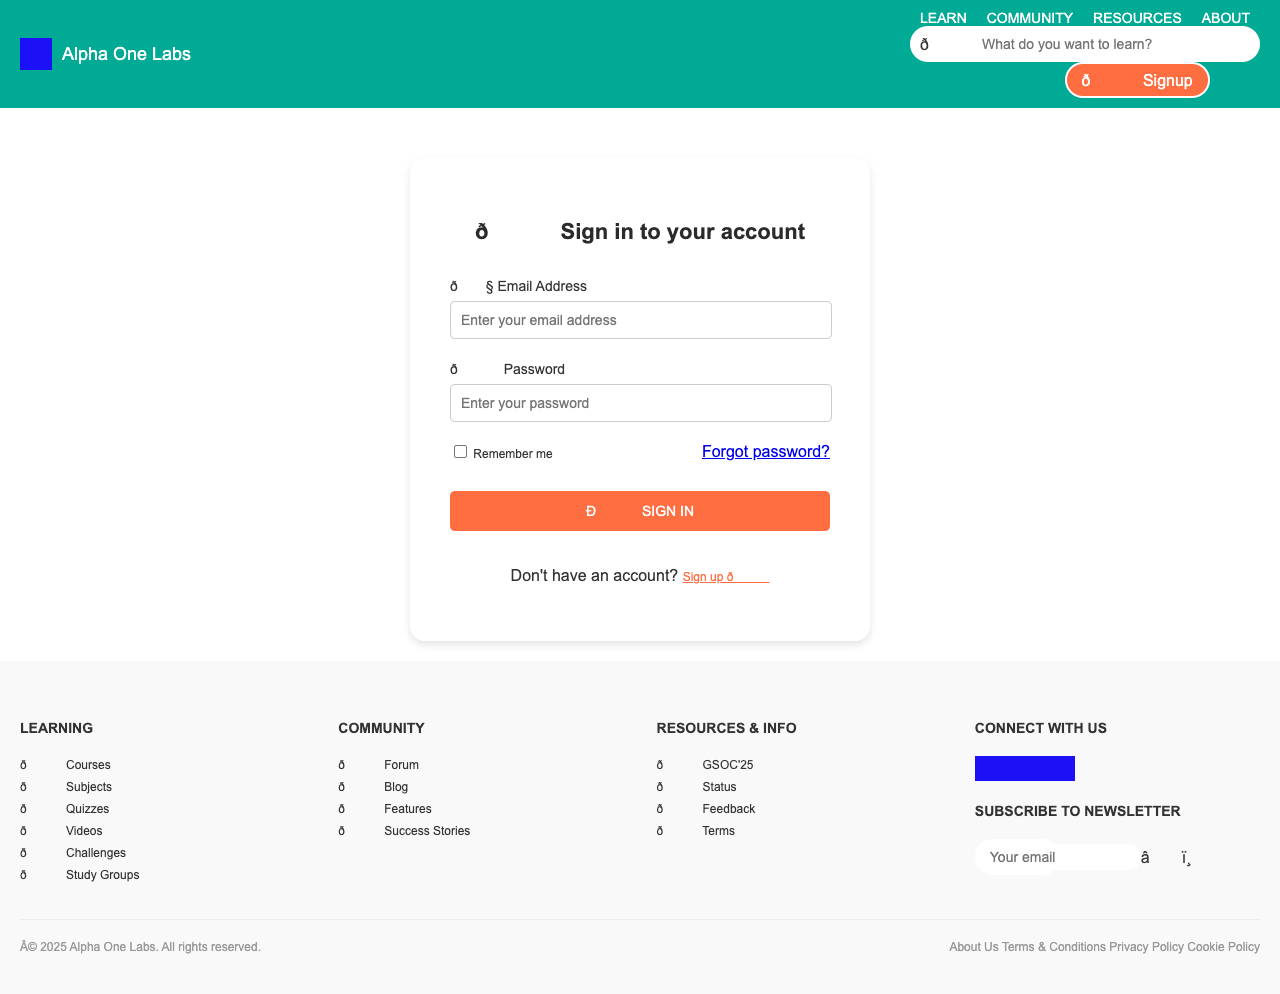 Alpha One Labs
LEARN COMMUNITY RESOURCES ABOUT
ð What do you want to learn?
ð Signup
ð Sign in to your account
ð § Email Address
Enter your email address
ð Password
Enter your password
Remember me Forgot password?
Ð SIGN IN
Don't have an account? Sign up ð
LEARNING
ð Courses
ð Subjects
ð Quizzes
ð Videos
ð Challenges
ð Study Groups
COMMUNITY
ð Forum
ð Blog
ð Features
ð Success Stories
RESOURCES & INFO
ð GSOC'25
ð Status
ð Feedback
ð Terms
CONNECT WITH US
SUBSCRIBE TO NEWSLETTER
Your email â ï¸
Â© 2025 Alpha One Labs. All rights reserved.
About Us Terms & Conditions Privacy Policy Cookie Policy